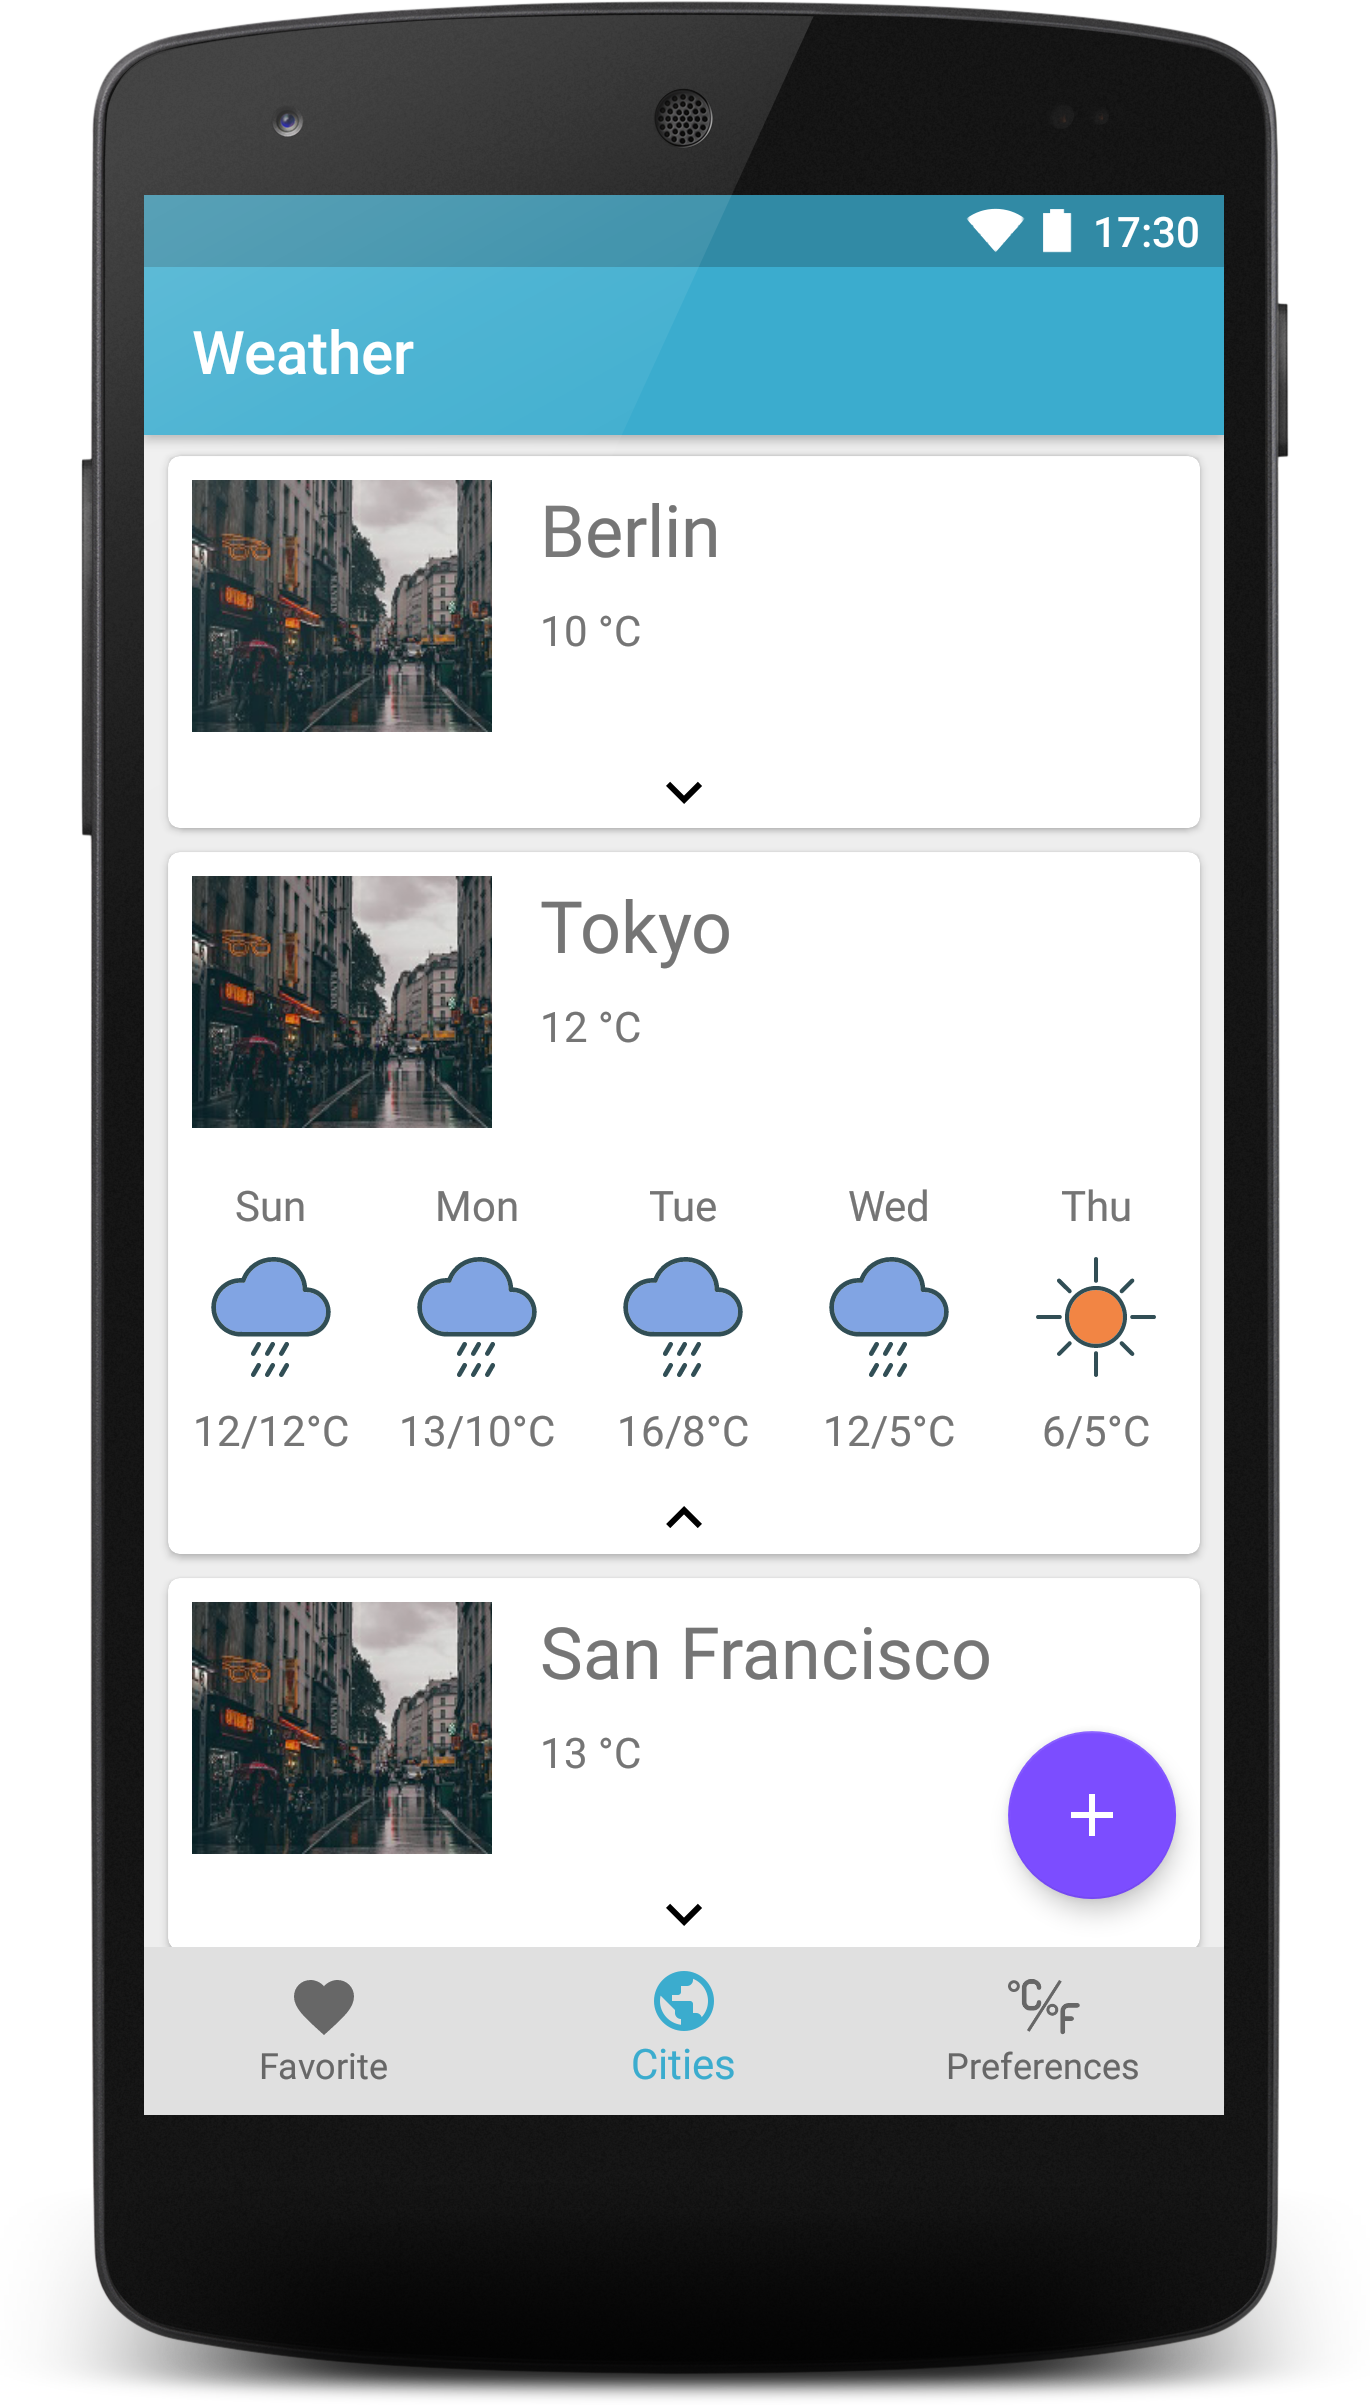 17:30
Weather
Berlin
10 °C
Tokyo
12 °C
Sun Mon Tue Wed Thu
12/12°C 13/10°C 16/8°C 12/5°C 6/5°C
San Francisco
13 °C
+
°C/°F
Favorite Cities Preferences